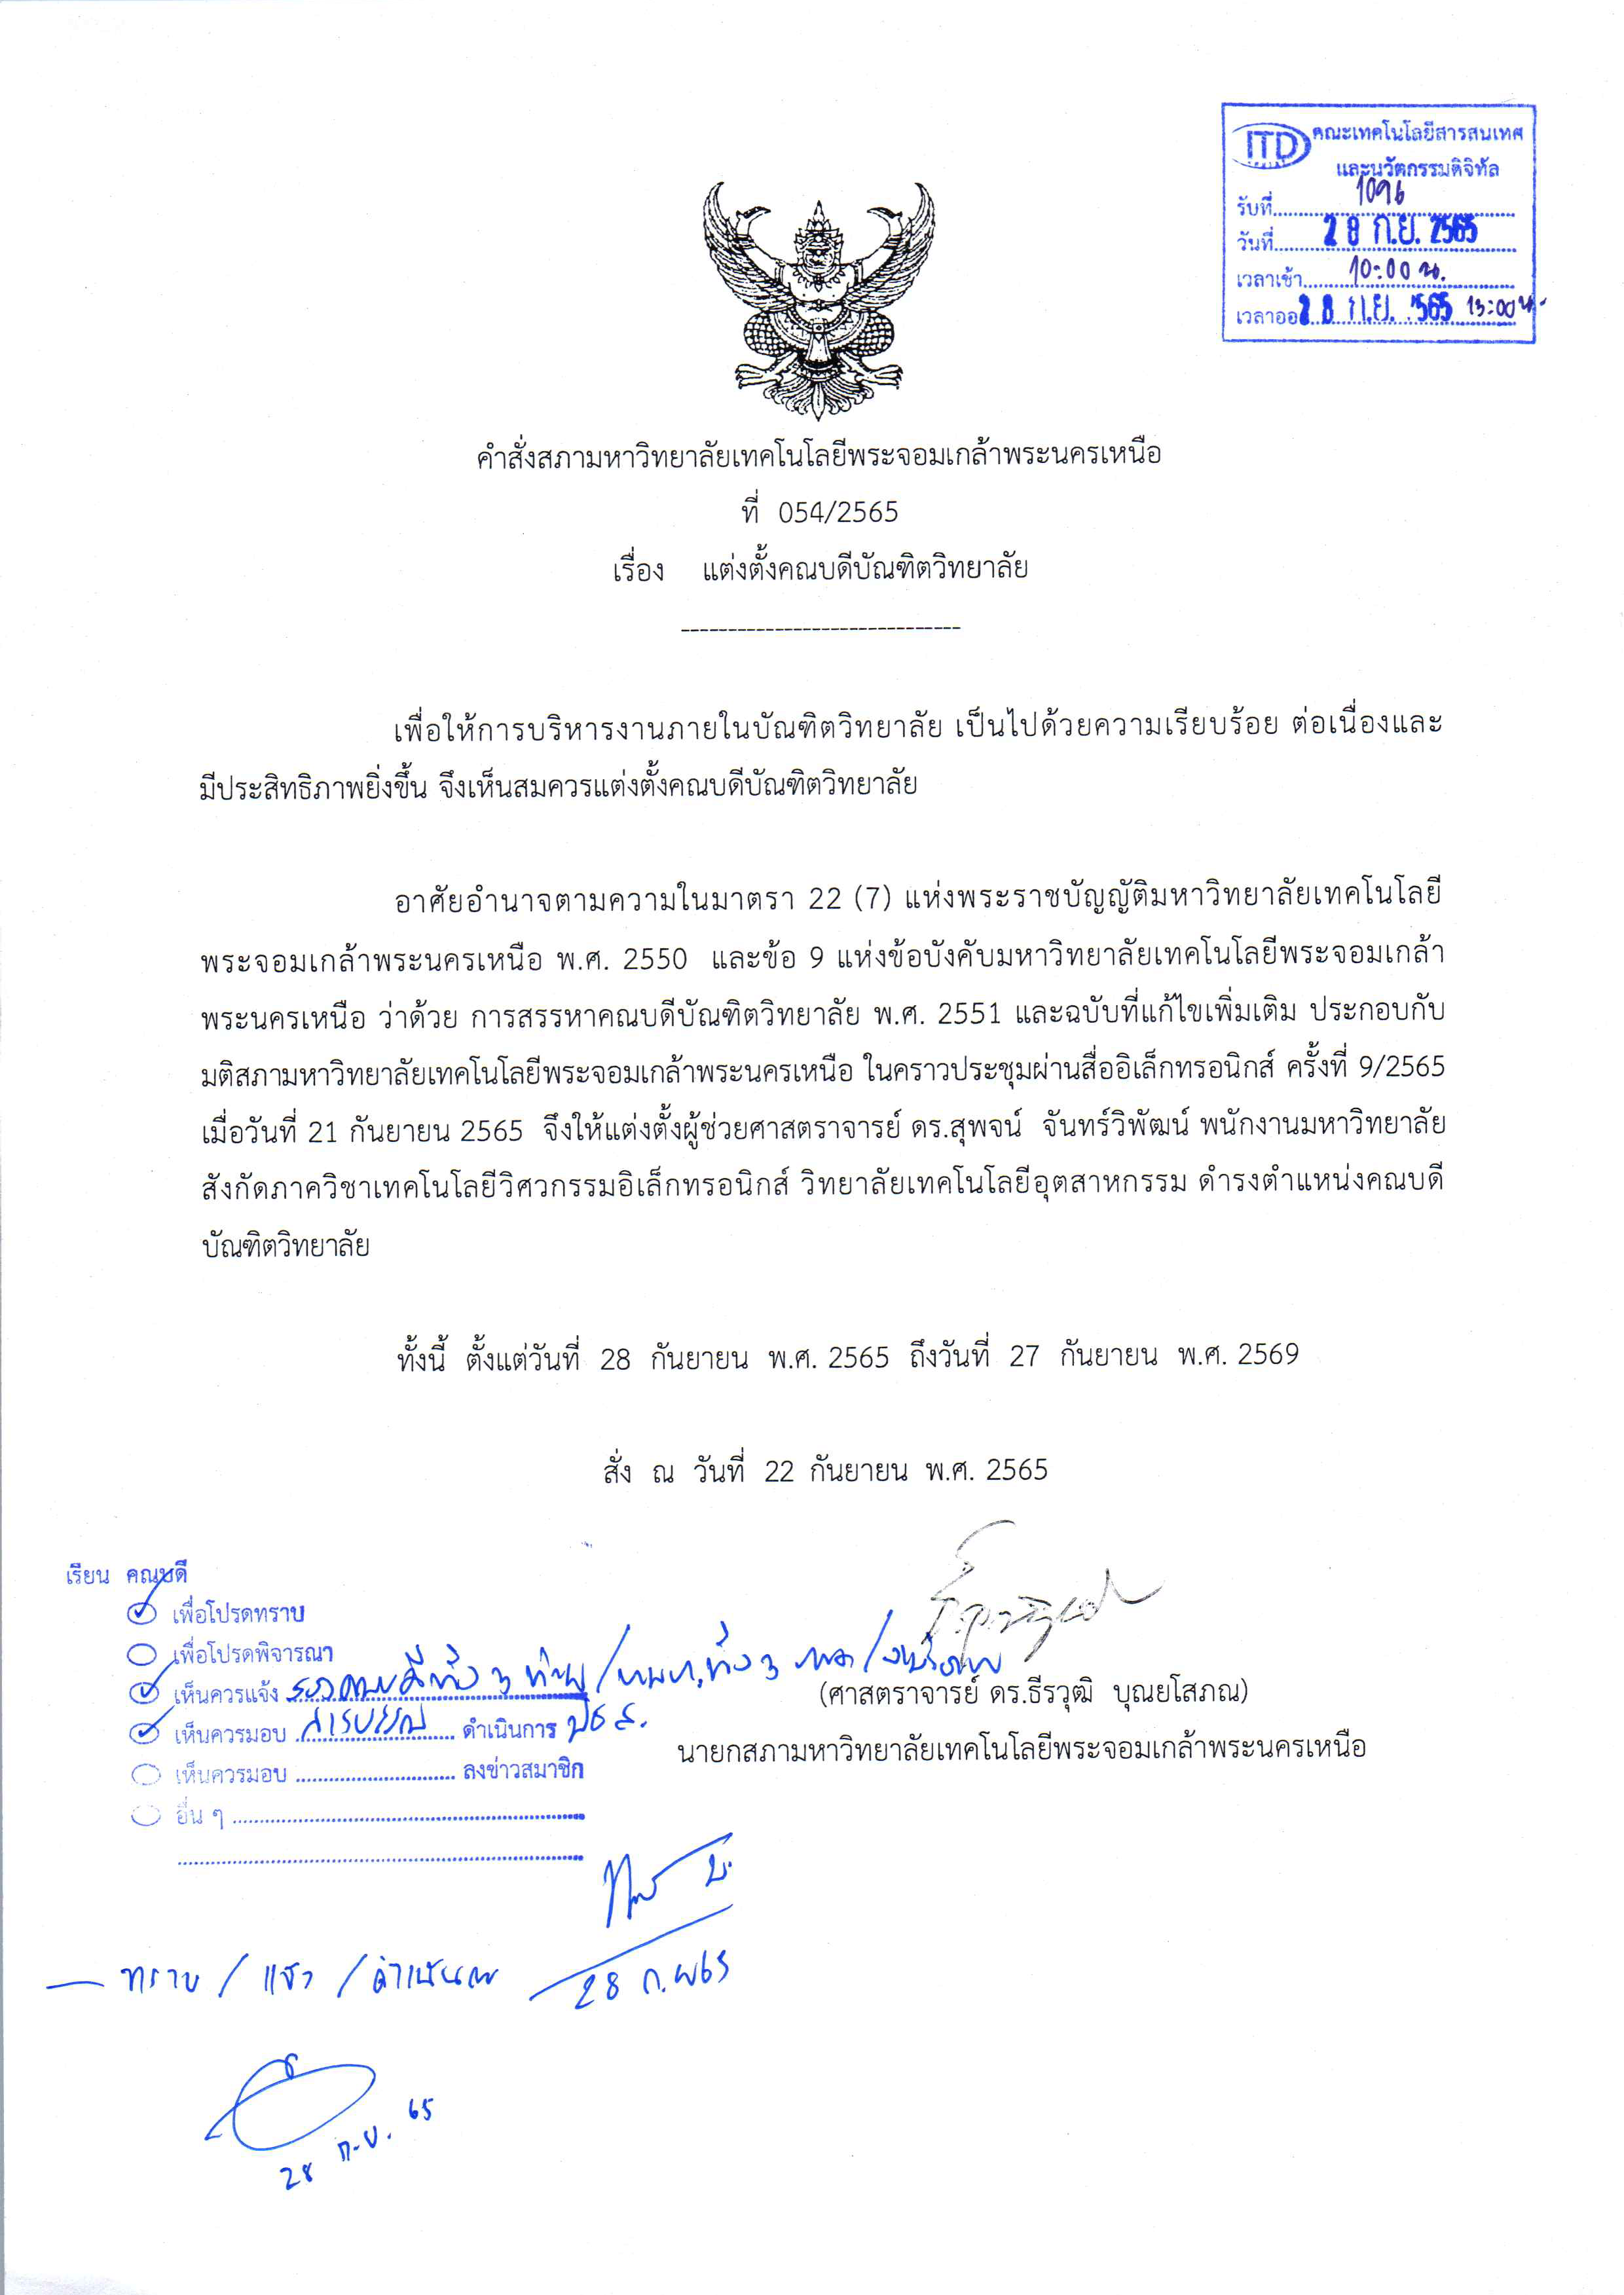 ITD คณะเทคโนโลยีสารสนเทศ
และนวัตกรรมดิจิทัล
รับที่ 1096
วันที่ 28 ก.ย. 2565
เวลาเข้า 10:00 น.
เวลาออ 28 ก.ย. 2565 13:00 น.
คำสั่งสภามหาวิทยาลัยเทคโนโลยีพระจอมเกล้าพระนครเหนือ
ที่ 054/2565
เรื่อง แต่งตั้งคณบดีบัณฑิตวิทยาลัย
------------------------------
เพื่อให้การบริหารงานภายในบัณฑิตวิทยาลัย เป็นไปด้วยความเรียบร้อย ต่อเนื่องและ
มีประสิทธิภาพยิ่งขึ้น จึงเห็นสมควรแต่งตั้งคณบดีบัณฑิตวิทยาลัย
อาศัยอำนาจตามความในมาตรา 22 (7) แห่งพระราชบัญญัติมหาวิทยาลัยเทคโนโลยี
พระจอมเกล้าพระนครเหนือ พ.ศ. 2550 และข้อ 9 แห่งข้อบังคับมหาวิทยาลัยเทคโนโลยีพระจอมเกล้า
พระนครเหนือ ว่าด้วย การสรรหาคณบดีบัณฑิตวิทยาลัย พ.ศ. 2551 และฉบับที่แก้ไขเพิ่มเติม ประกอบกับ
มติสภามหาวิทยาลัยเทคโนโลยีพระจอมเกล้าพระนครเหนือ ในคราวประชุมผ่านสื่ออิเล็กทรอนิกส์ ครั้งที่ 9/2565
เมื่อวันที่ 21 กันยายน 2565 จึงให้แต่งตั้งผู้ช่วยศาสตราจารย์ ดร.สุพจน์ จันทร์วิพัฒน์ พนักงานมหาวิทยาลัย
สังกัดภาควิชาเทคโนโลยีวิศวกรรมอิเล็กทรอนิกส์ วิทยาลัยเทคโนโลยีอุตสาหกรรม ดำรงตำแหน่งคณบดี
บัณฑิตวิทยาลัย
ทั้งนี้ ตั้งแต่วันที่ 28 กันยายน พ.ศ. 2565 ถึงวันที่ 27 กันยายน พ.ศ. 2569
สั่ง ณ วันที่ 22 กันยายน พ.ศ. 2565
(ศาสตราจารย์ ดร.ธีรวุฒิ บุณยโสภณ)
นายกสภามหาวิทยาลัยเทคโนโลยีพระจอมเกล้าพระนครเหนือ
เรียน คณบดี
เพื่อโปรดทราบ
เพื่อโปรดพิจารณา
เห็นควรแจ้ง รองคณบดีทั้ง 3 ท่าน
เห็นควรมอบ สารบรรณ ดำเนินการ
เห็นควรมอบ ลงข่าวสมาชิก
อื่น ๆ
28 ก.ย. 65
– ทราบ / แจ้ง / ดำเนินการ
28 ก.ย. 65